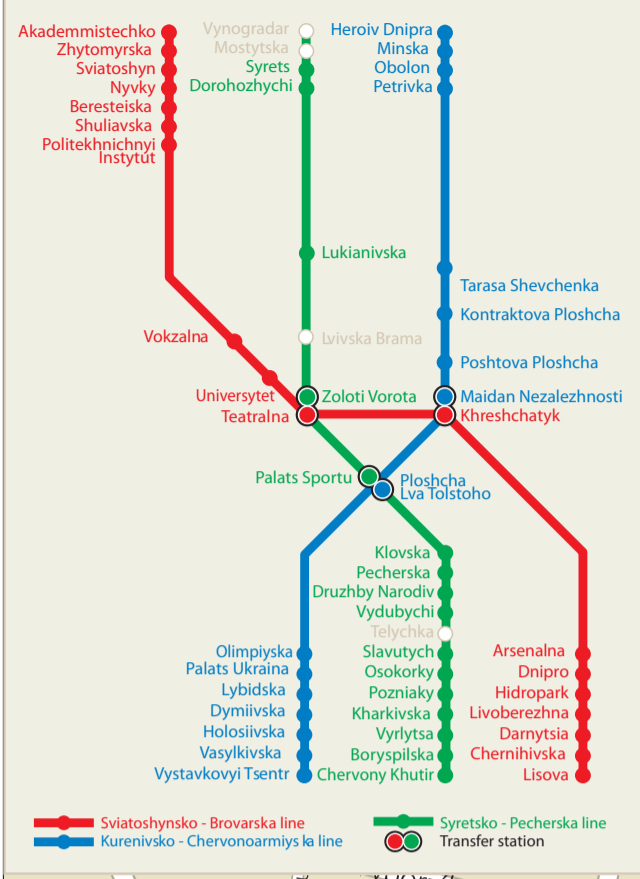 Akademmistechko
Zhytomyrska
Sviatoshyn
Nyvky
Beresteiska
Shuliavska
Politekhnichnyi
Instytut
Vokzalna
Universytet
Teatralna
Vynogradar
Mostytska
Syrets
Dorohozhychi
Lukianivska
Lvivska Brama
Zoloti Vorota
Palats Sportu
Heroiv Dnipra
Minska
Obolon
Petrivka
Tarasa Shevchenka
Kontraktova Ploshcha
Poshtova Ploshcha
Maidan Nezalezhnosti
Khreshchatyk
Ploshcha
Lva Tolstoho
Olimpiyska
Palats Ukraina
Lybidska
Dymiivska
Holosiivska
Vasylkivska
Vystavkovyi Tsentr
Klovska
Pecherska
Druzhby Narodiv
Vydubychi
Telychka
Slavutych
Osokorky
Pozniaky
Kharkivska
Vyrlytsa
Boryspilska
Chervony Khutir
Arsenalna
Dnipro
Hidropark
Livoberezhna
Darnytsia
Chernihivska
Lisova
Sviatoshynsko - Brovarska line
Kurenivsko - Chervonoarmiys ka line
Syretsko - Pecherska line
Transfer station